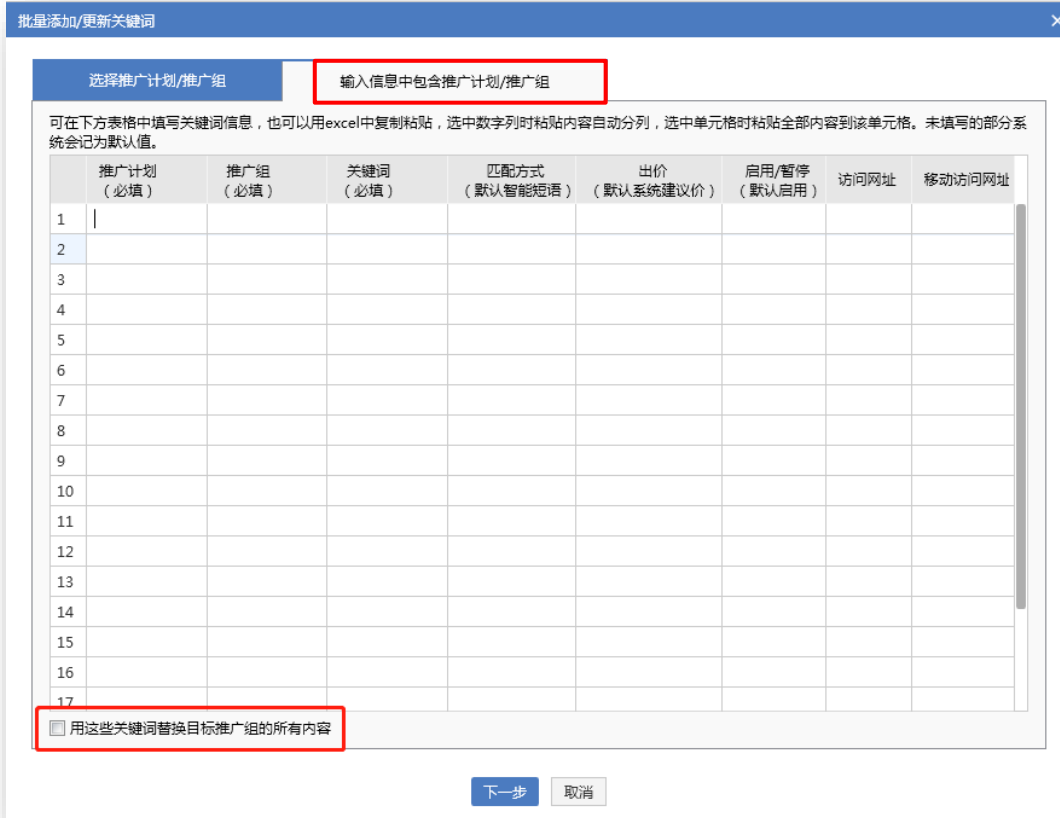 批量添加/更新关键词
选择推广计划/推广组
输入信息中包含推广计划/推广组
可在下方表格中填写关键词信息，也可以用excel中复制粘贴，选中数字列时粘贴内容自动分列，选中单元格时粘贴全部内容到该单元格。未填写的部分系
统会记为默认值。
推广计划
（必填）
推广组
（必填）
关键词
（必填）
匹配方式
（默认智能短语）
出价
（默认系统建议价）
启用/暂停
（默认启用）
访问网址
移动访问网址
1
2
3
4
5
6
7
8
9
10
11
12
13
14
15
16
17
用这些关键词替换目标推广组的所有内容
下一步
取消